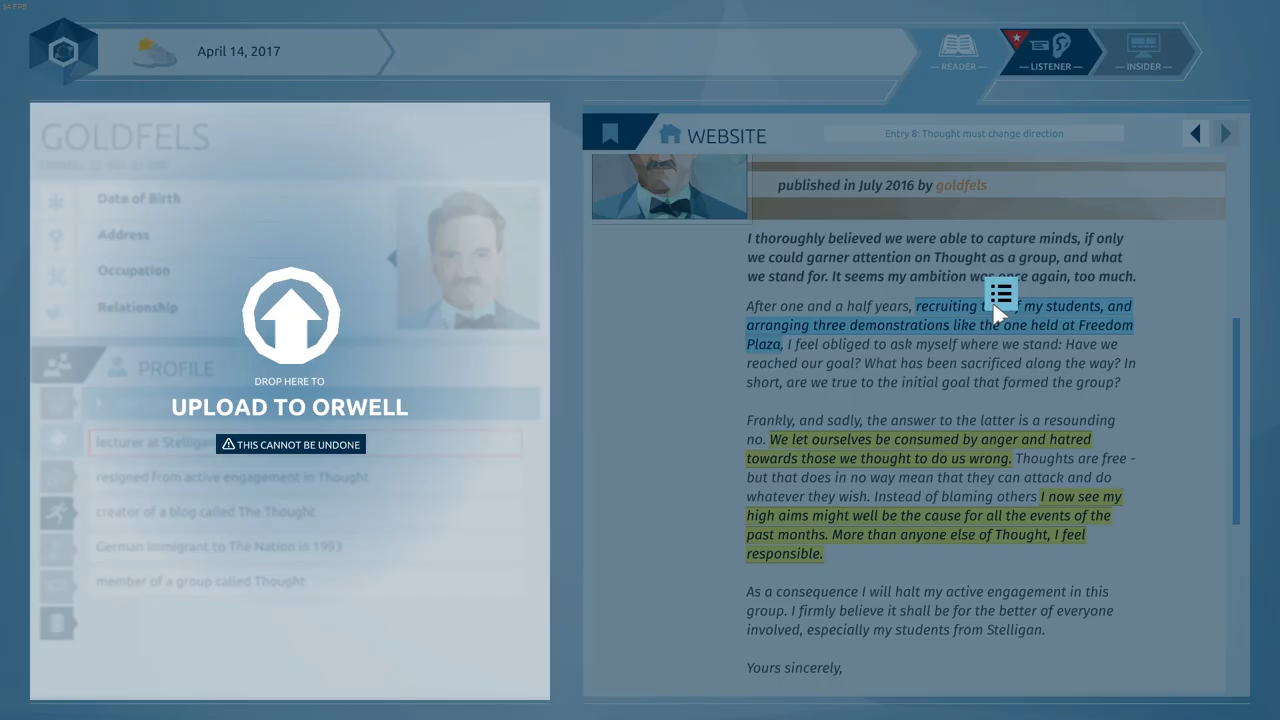 54 FPS
April 14, 2017
— READER —
— LISTENER —
— INSIDER —
GOLDFELS
Date of Birth
Address
Occupation
Relationship
DROP HERE TO
UPLOAD TO ORWELL
THIS CANNOT BE UNDONE
PROFILE
lecturer at Stelligan
resigned from active engagement in Thought
creator of a blog called The Thought
German immigrant to The Nation in 1993
member of a group called Thought
WEBSITE
Entry 8: Thought must change direction
published in July 2016 by goldfels
I thoroughly believed we were able to capture minds, if only
we could garner attention on Thought as a group, and what
we stand for. It seems my ambition was once again, too much.
After one and a half years, recruiting of my students, and
arranging three demonstrations like the one held at Freedom
Plaza, I feel obliged to ask myself where we stand: Have we
reached our goal? What has been sacrificed along the way? In
short, are we true to the initial goal that formed the group?
Frankly, and sadly, the answer to the latter is a resounding
no. We let ourselves be consumed by anger and hatred
towards those we thought to do us wrong. Thoughts are free -
but that does in no way mean that they can attack and do
whatever they wish. Instead of blaming others I now see my
high aims might well be the cause for all the events of the
past months. More than anyone else of Thought, I feel
responsible.
As a consequence I will halt my active engagement in this
group. I firmly believe it shall be for the better of everyone
involved, especially my students from Stelligan.
Yours sincerely,